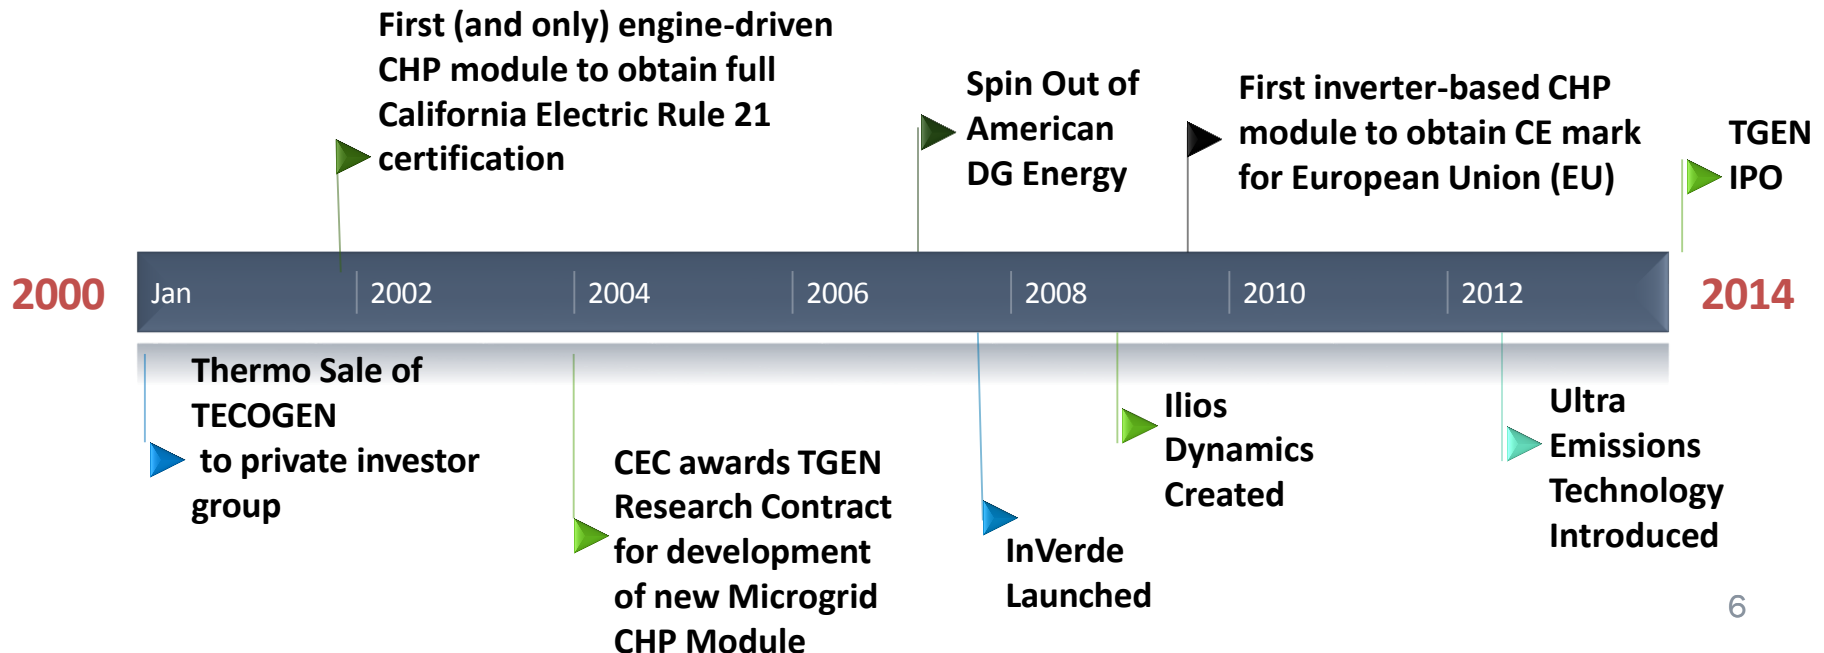 First (and only) engine-driven
CHP module to obtain full
California Electric Rule 21
certification
Spin Out of
American
DG Energy
First inverter-based CHP
module to obtain CE mark
for European Union (EU)
TGEN
IPO
2000
Jan
2002
2004
2006
2008
2010
2012
2014
Thermo Sale of
TECOGEN
to private investor
group
CEC awards TGEN
Research Contract
for development
of new Microgrid
CHP Module
InVerde
Launched
Ilios
Dynamics
Created
Ultra
Emissions
Technology
Introduced
6